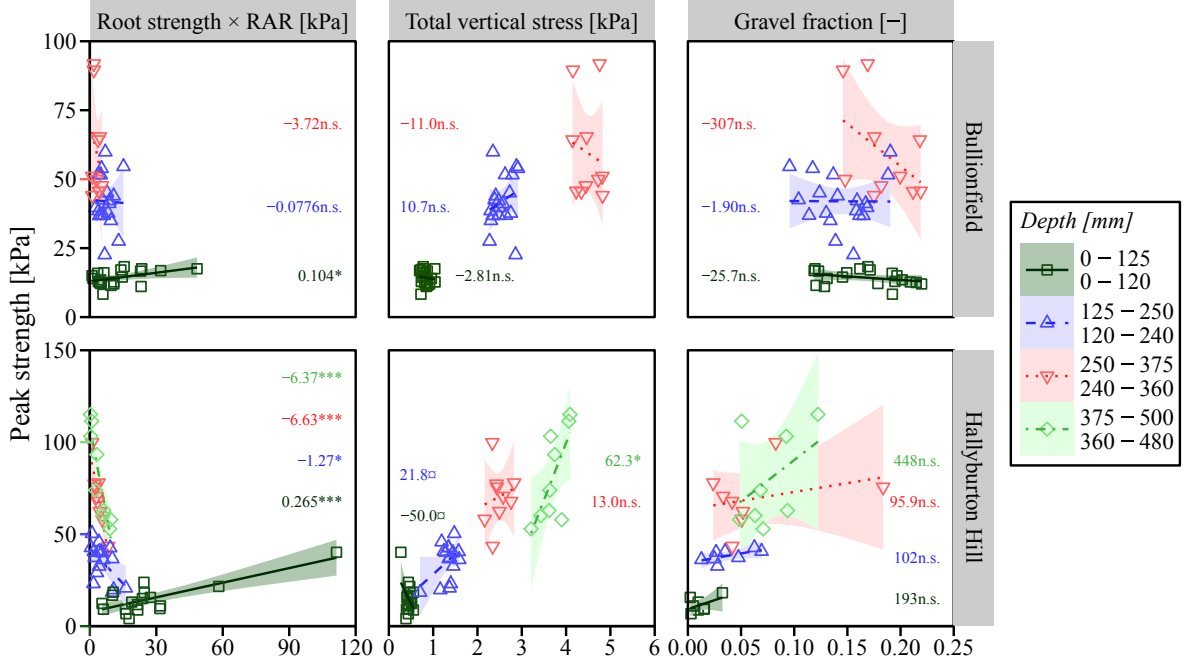 Root strength × RAR [kPa]
Total vertical stress [kPa]
Gravel fraction [−]
Peak strength [kPa]
100
75
50
25
0
−3.72n.s.
−0.0776n.s.
0.104*
−11.0n.s.
10.7n.s.
−2.81n.s.
−307n.s.
−1.90n.s.
−25.7n.s.
Bullionfield
150
100
50
0
−6.37***
−6.63***
−1.27*
0.265***
62.3*
21.8¤
13.0n.s.
−50.0¤
448n.s.
95.9n.s.
102n.s.
193n.s.
Hallyburton Hill
0 30 60 90 120
0 1 2 3 4 5 6
0.00 0.05 0.10 0.15 0.20 0.25
Depth [mm]
0 − 125
0 − 120
125 − 250
120 − 240
250 − 375
240 − 360
375 − 500
360 − 480